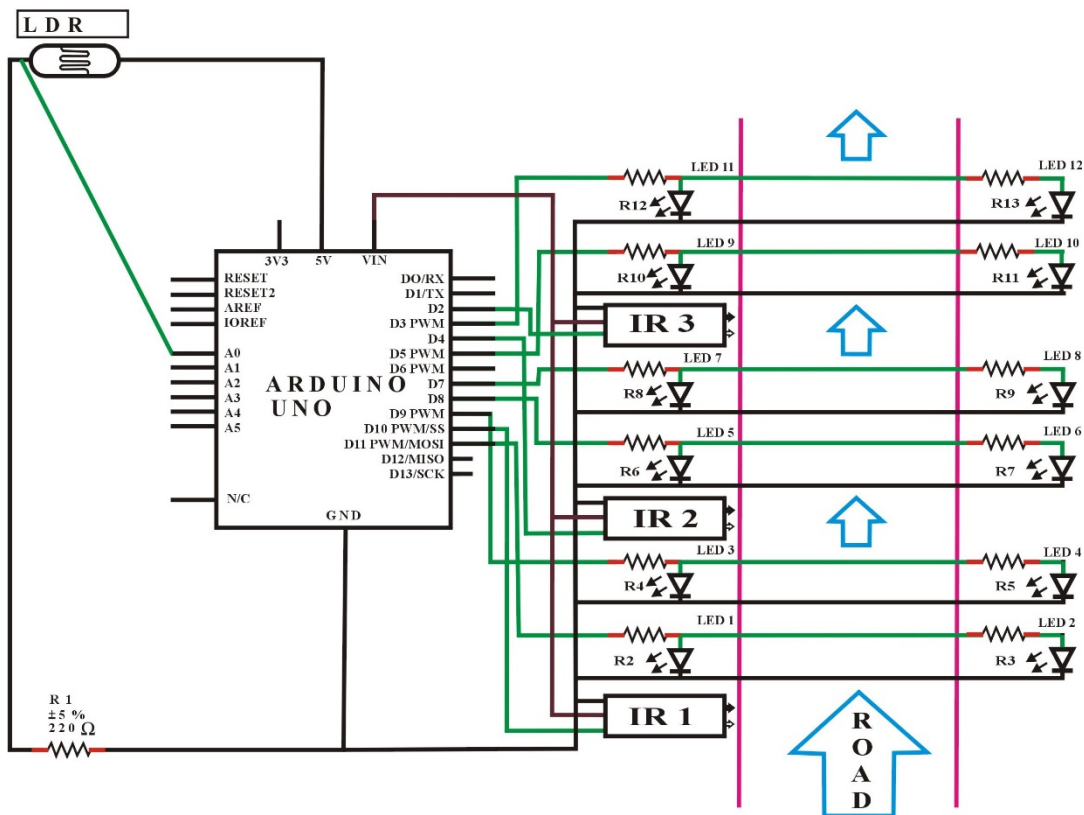 LDR
LED 11
LED 12
R12
R13
LED 9
LED 10
R10
R11
3V3
5V
VIN
RESET
RESET2
AREF
IOREF
A0
A1
A2
A3
A4
A5
N/C
ARDUINO
UNO
GND
DO/RX
D1/TX
D2
D3 PWM
D4
D5 PWM
D6 PWM
D7
D8
D9 PWM
D10 PWM/SS
D11 PWM/MOSI
D12/MISO
D13/SCK
IR 3
LED 7
LED 8
R8
R9
LED 5
LED 6
R6
R7
IR 2
LED 3
LED 4
R4
R5
LED 1
LED 2
R2
R3
IR 1
R1
±5%
220 Ω
ROAD